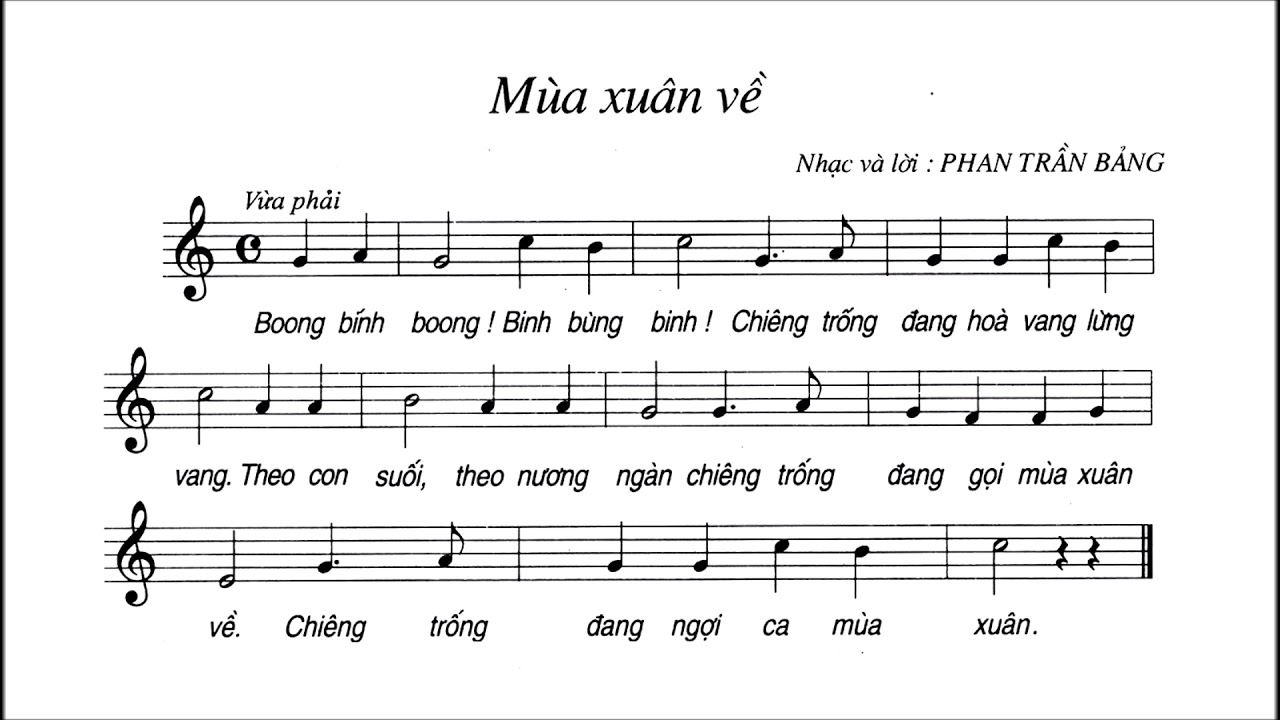 Mùa xuân về
Nhạc và lời : PHAN TRẦN BẢNG
Vừa phải
Boong bính boong ! Binh bùng binh ! Chiêng trống đang hoà vang lừng
vang. Theo con suối, theo nương ngàn chiêng trống đang gọi mùa xuân
về. Chiêng trống đang ngợi ca mùa xuân.